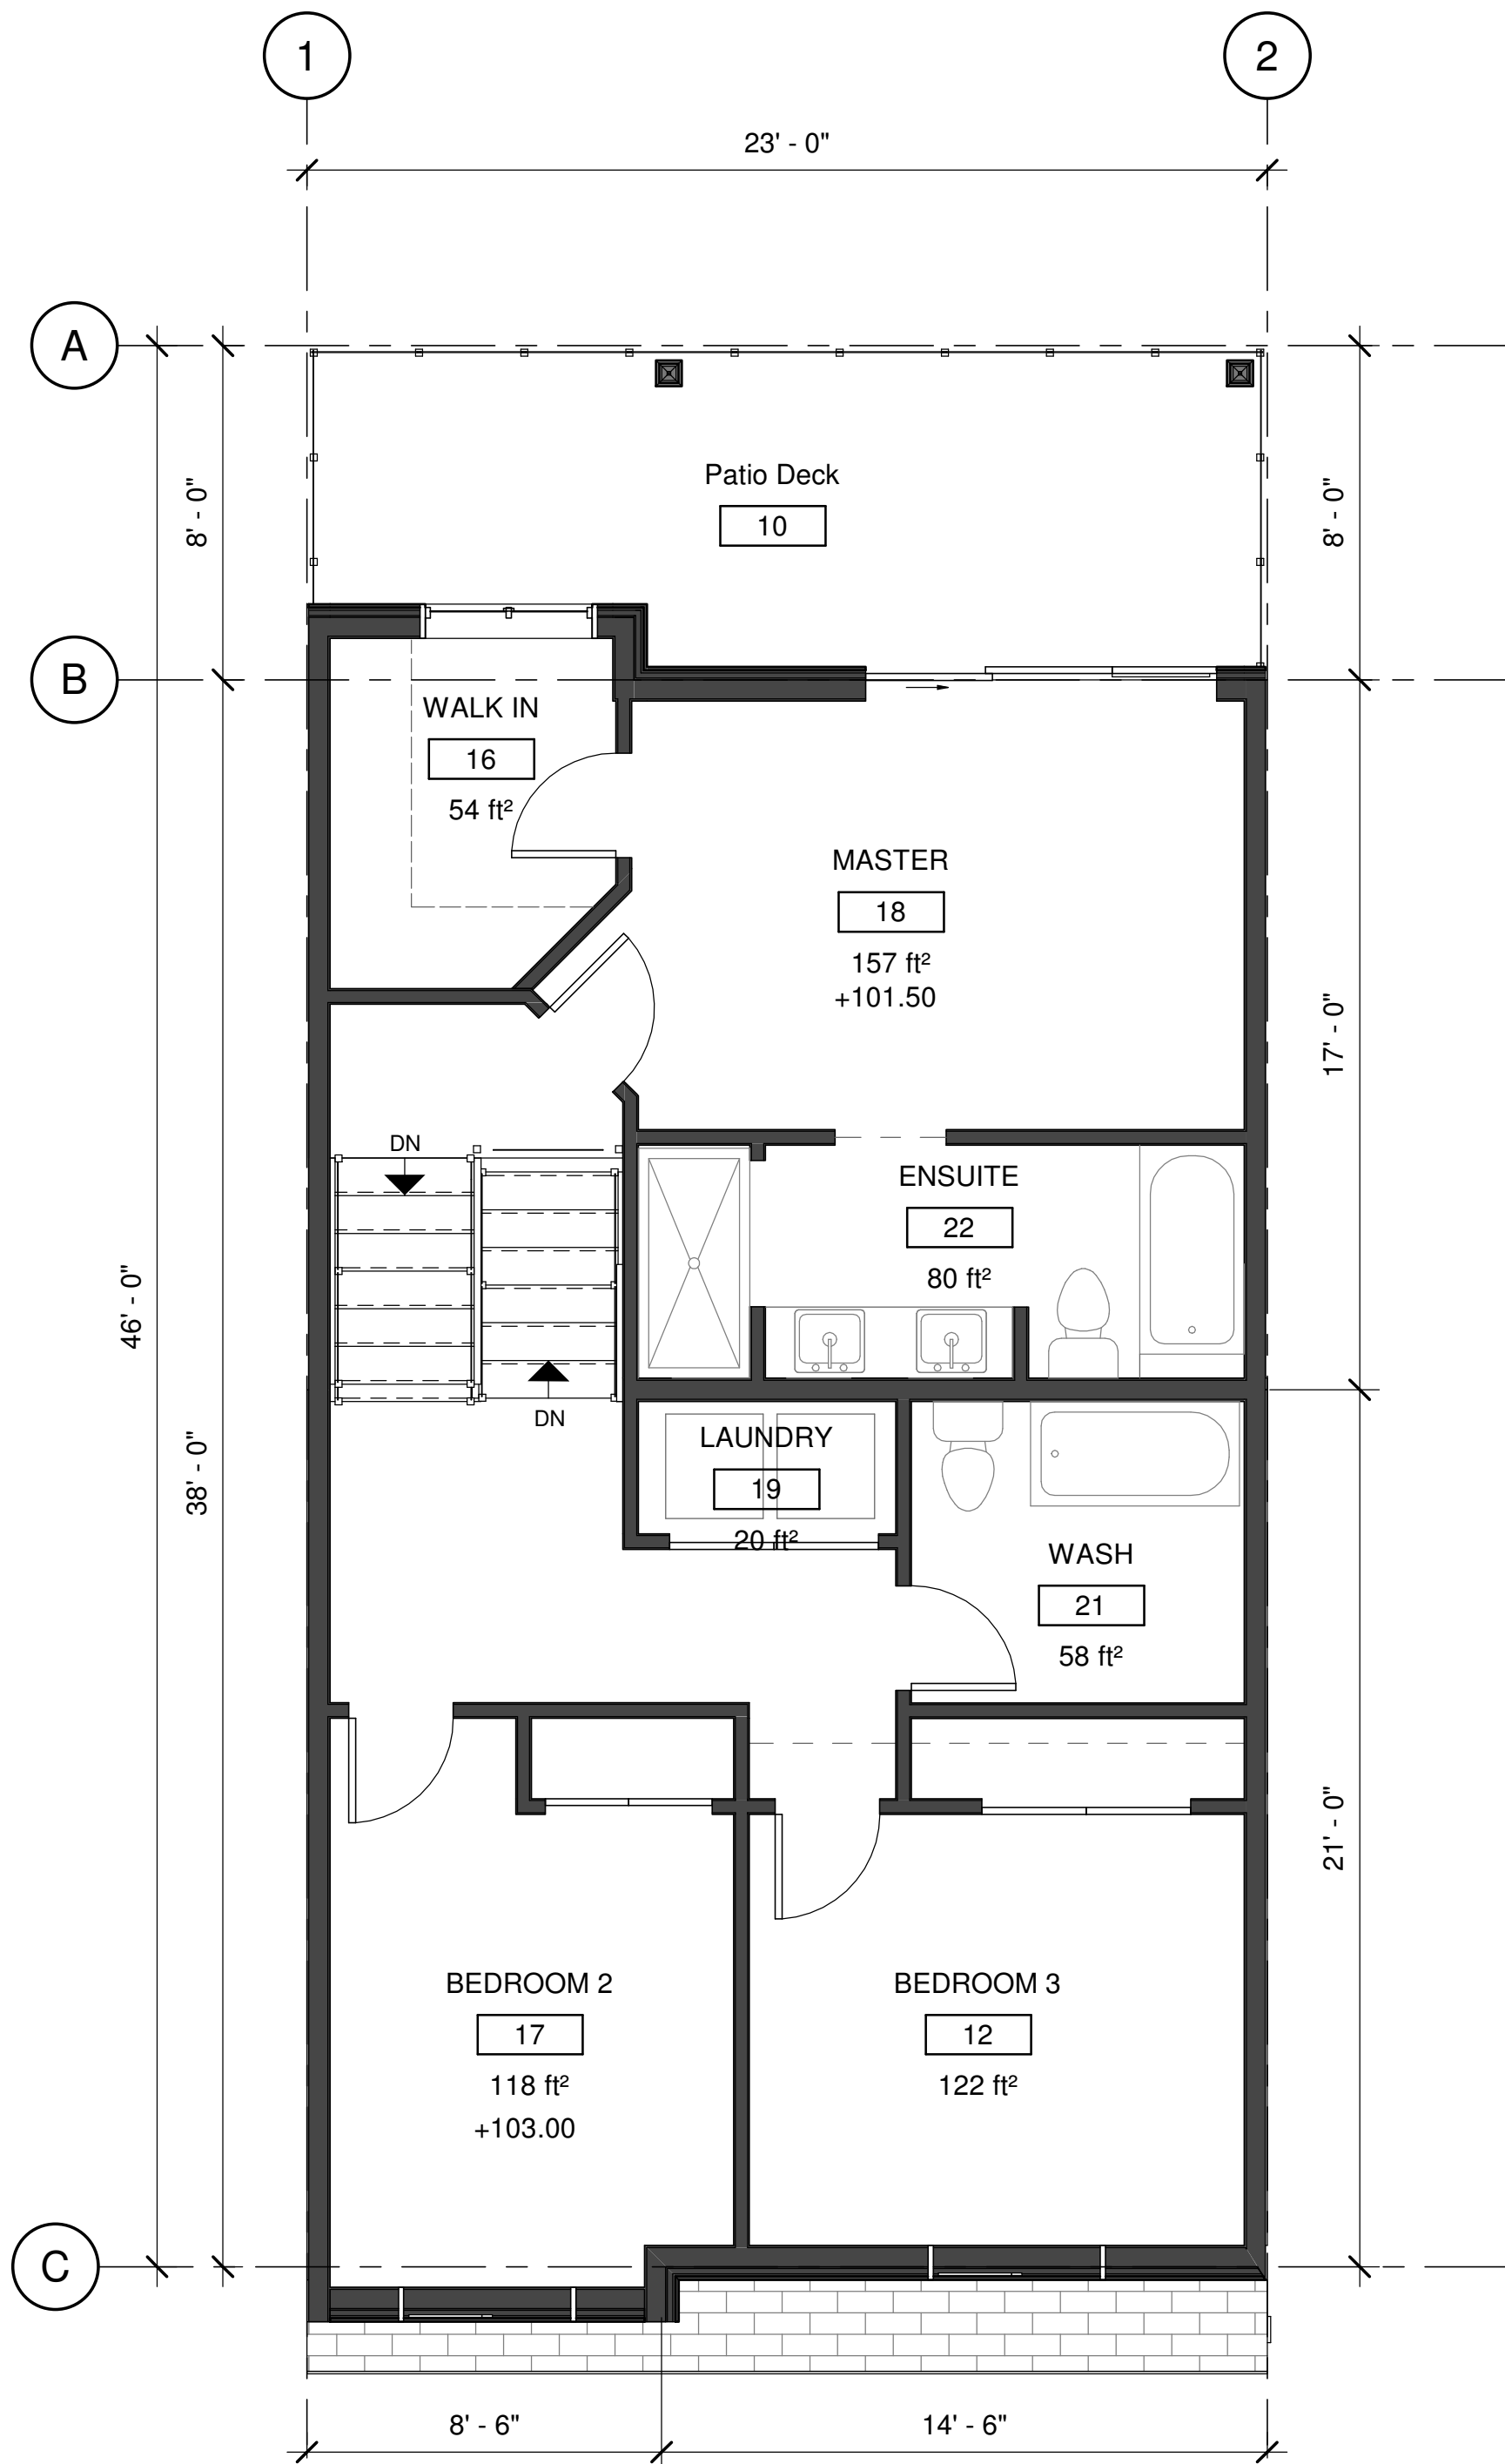 1
2
23' - 0"
A
8' - 0"
8' - 0"
Patio Deck
10
B
WALK IN
16
54 ft²
MASTER
18
157 ft²
+101.50
17' - 0"
DN
ENSUITE
22
80 ft²
46' - 0"
DN
38' - 0"
LAUNDRY
19
20 ft²
WASH
21
58 ft²
21' - 0"
BEDROOM 2
17
118 ft²
+103.00
BEDROOM 3
12
122 ft²
C
8' - 6"
14' - 6"